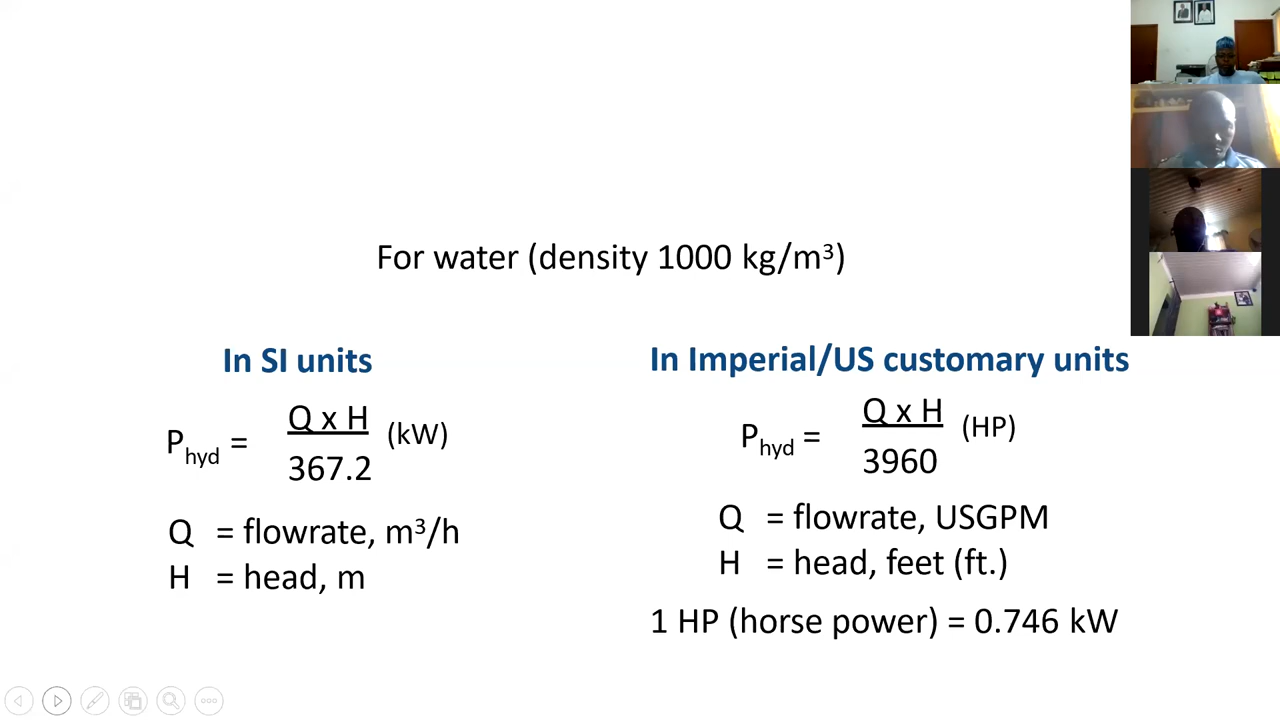 For water (density 1000 kg/m³)
In SI units
P_hyd = Q x H / 367.2 (kW)
Q = flowrate, m³/h
H = head, m
In Imperial/US customary units
P_hyd = Q x H / 3960 (HP)
Q = flowrate, USGPM
H = head, feet (ft.)
1 HP (horse power) = 0.746 kW